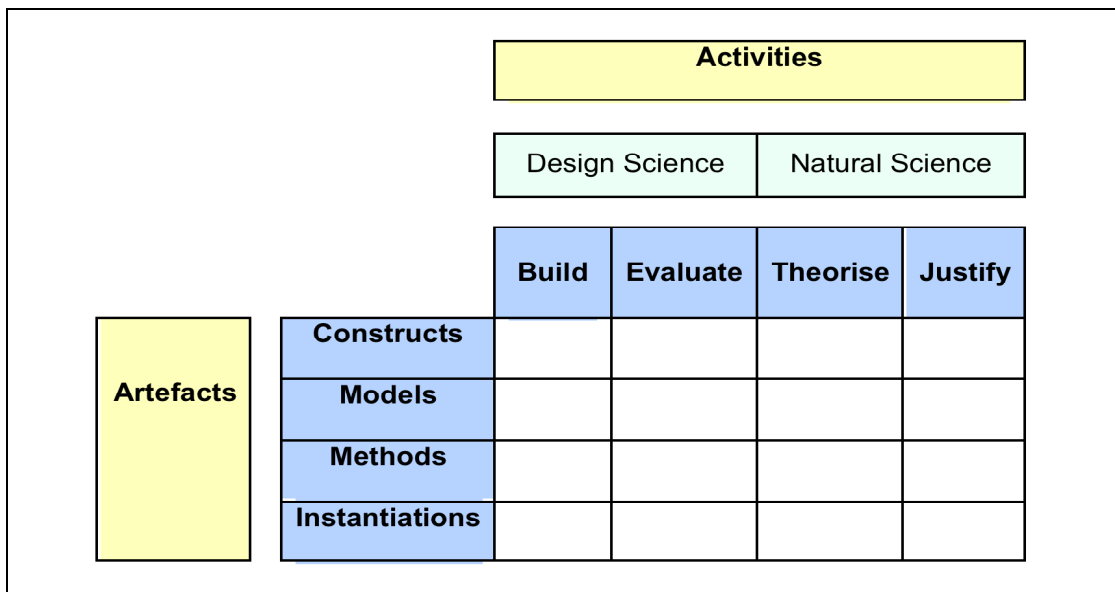 Activities
Design Science Natural Science
Build Evaluate Theorise Justify
Artefacts
Constructs
Models
Methods
Instantiations